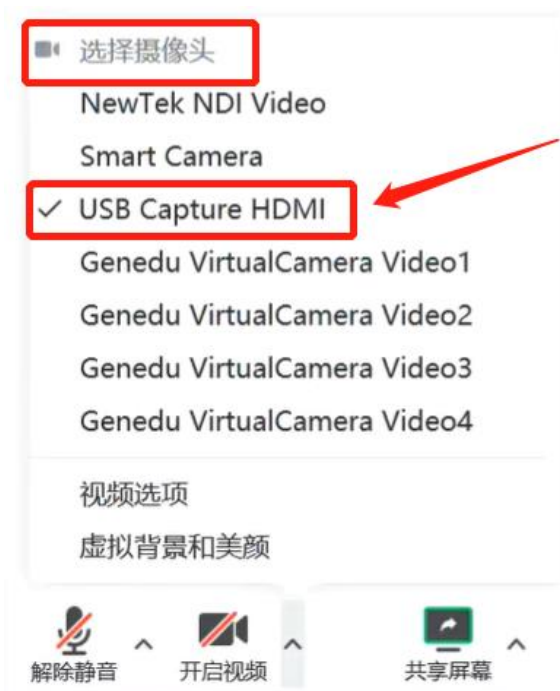 选择摄像头
NewTek NDI Video
Smart Camera
USB Capture HDMI
Genedu VirtualCamera Video1
Genedu VirtualCamera Video2
Genedu VirtualCamera Video3
Genedu VirtualCamera Video4
视频选项
虚拟背景和美颜
解除静音 开启视频 共享屏幕